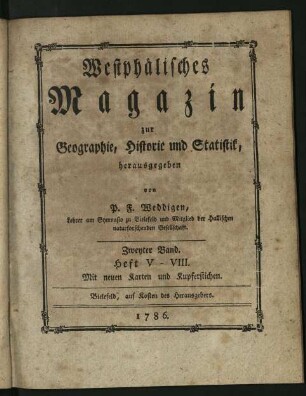 Westphälisches
Magazin
zur
Geographie, Historie und Statistik,
herausgegeben
von
P. F. Weddigen,
Lehrer am Gymnasio zu Bielefeld und Mitglied der Hallischen
naturforschenden Gesellschaft.
Zweyter Band.
Heft V - VIII.
Mit neuen Karten und Kupferstichen.
Bielefeld, auf Kosten des Herausgebers.
1786.